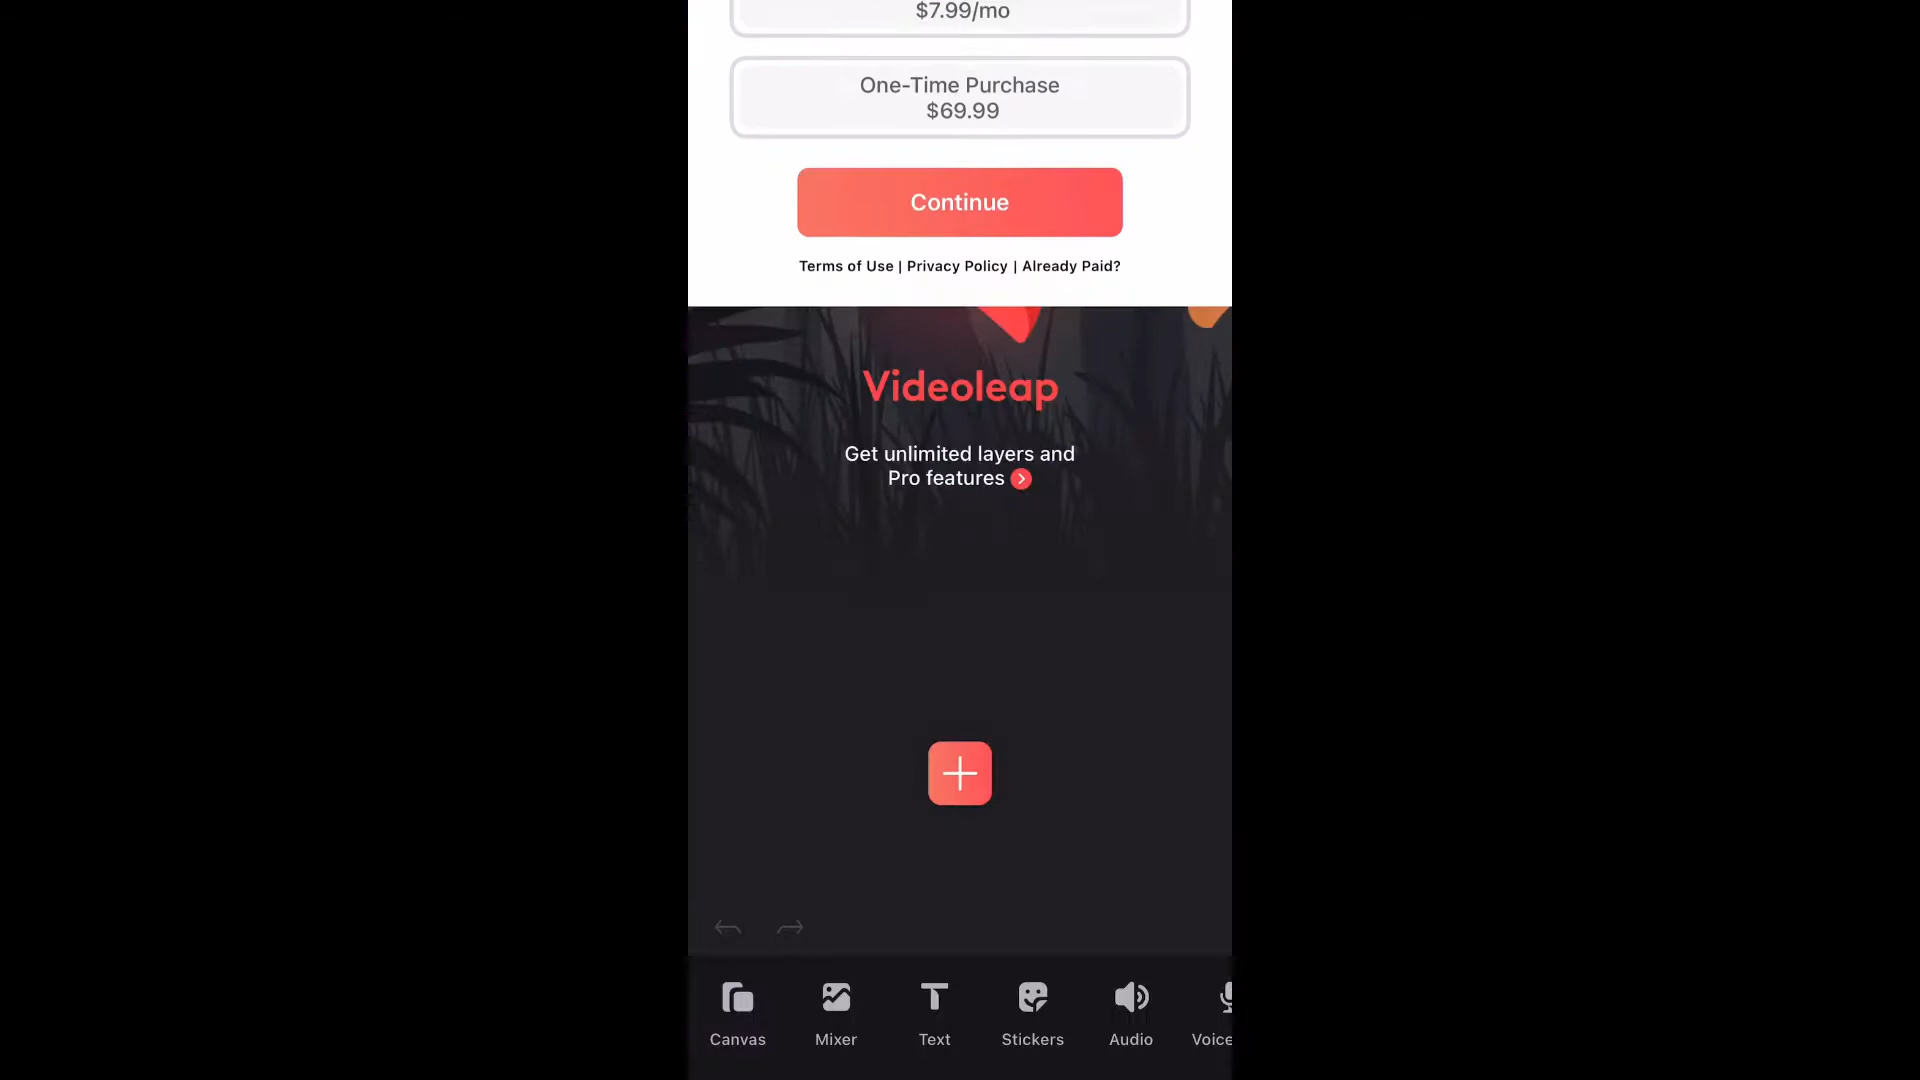 $7.99/mo
One-Time Purchase
$69.99
Continue
Terms of Use | Privacy Policy | Already Paid?
Videoleap
Get unlimited layers and
Pro features
Canvas
Mixer
Text
Stickers
Audio
Voice